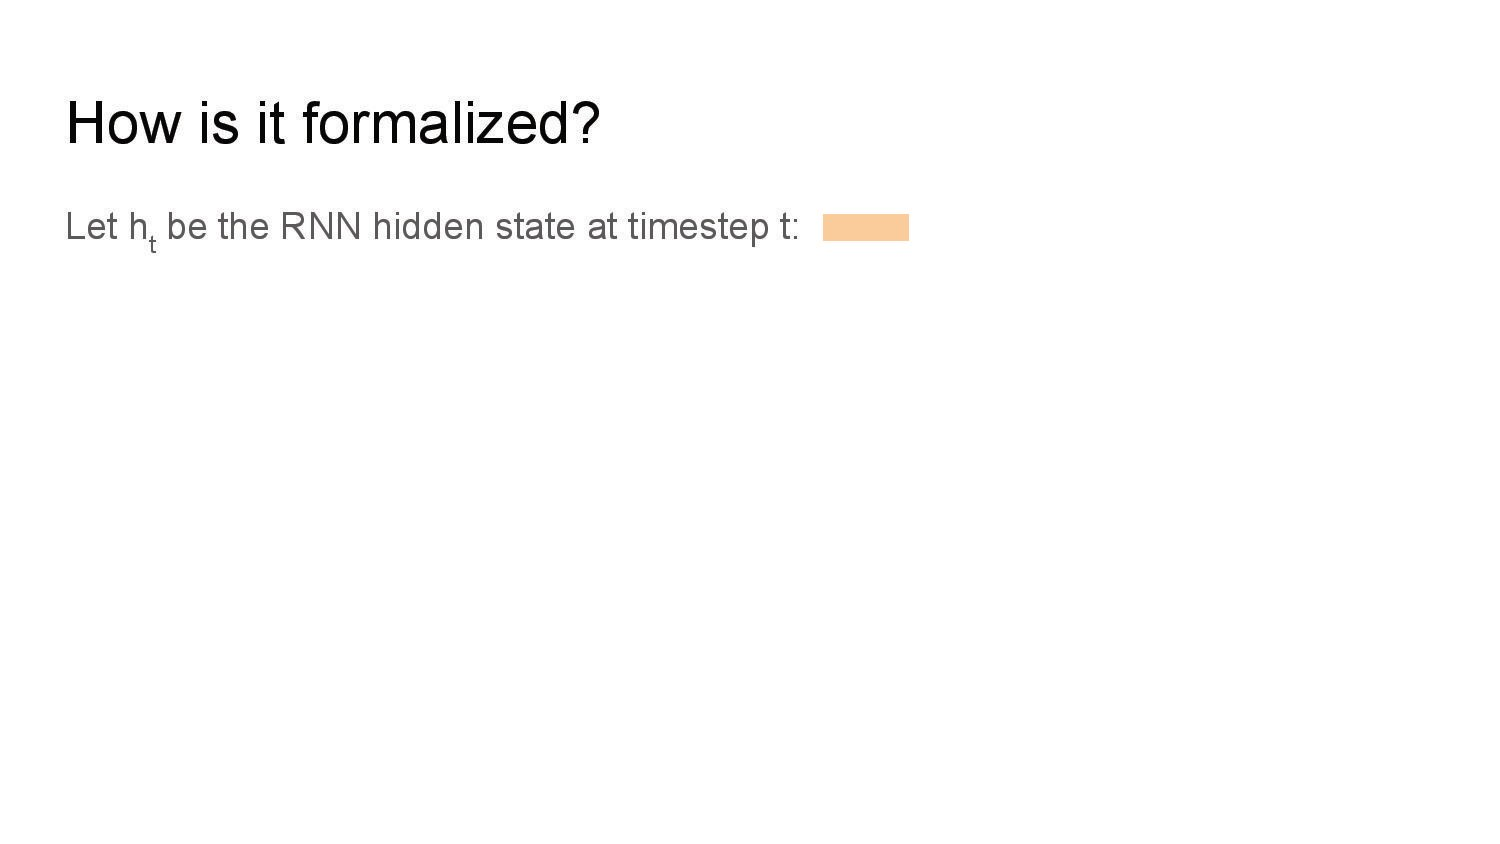 How is it formalized?
Let hₜ be the RNN hidden state at timestep t: